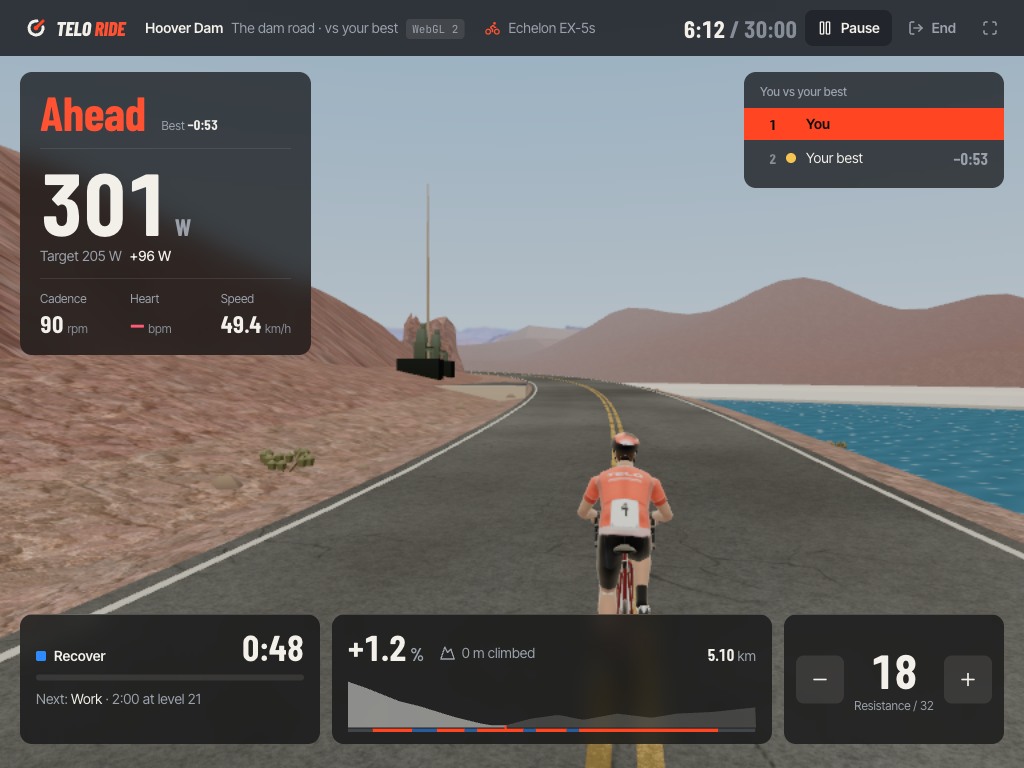 TELO RIDE Hoover Dam The dam road · vs your best WebGL 2 Echelon EX-5s 6:12 / 30:00 Pause End
Ahead Best −0:53
301 W
Target 205 W +96 W
Cadence Heart Speed
90 rpm – bpm 49.4 km/h
You vs your best
1 You
2 Your best −0:53
TELO
4
Recover 0:48
Next: Work · 2:00 at level 21
+1.2 % 0 m climbed 5.10 km
− 18 +
Resistance / 32